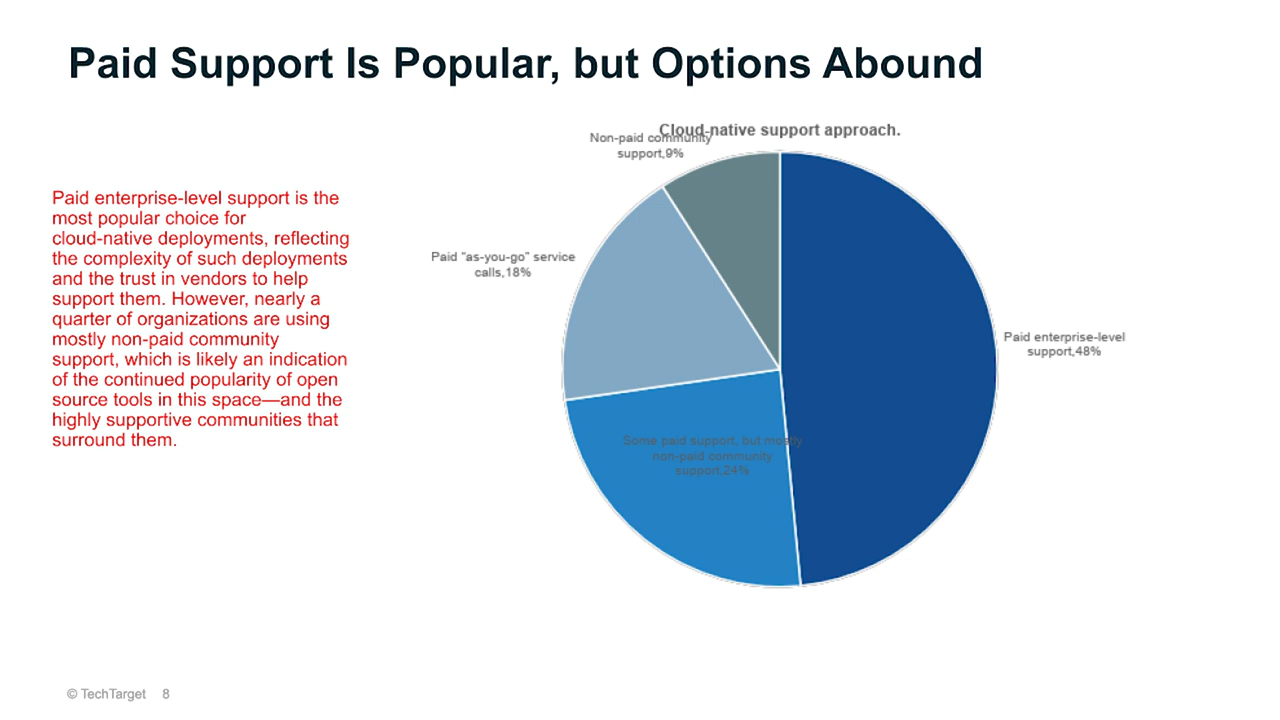 Paid Support Is Popular, but Options Abound
Cloud-native support approach.
Non-paid community
support,9%
Paid enterprise-level support is the
most popular choice for
cloud-native deployments, reflecting
the complexity of such deployments
and the trust in vendors to help
support them. However, nearly a
quarter of organizations are using
mostly non-paid community
support, which is likely an indication
of the continued popularity of open
source tools in this space—and the
highly supportive communities that
surround them.
Paid "as-you-go" service
calls,18%
Paid enterprise-level
support,48%
Some paid support, but mostly
non-paid community
support,24%
© TechTarget 8